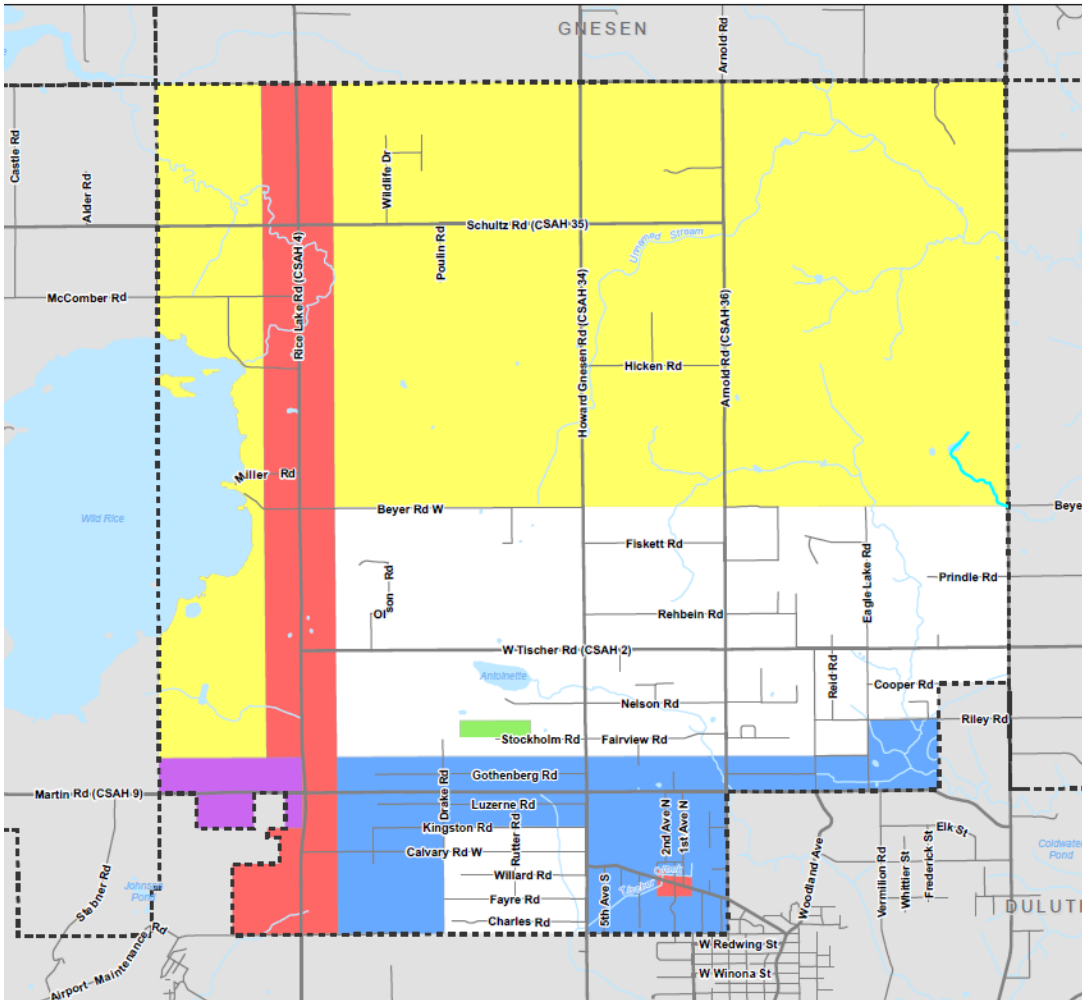 GNESEN
Arnold Rd
Castle Rd
Alder Rd
Wildlife Dr
Schultz Rd (CSAH 35)
Unnamed Stream
Poulin Rd
Rice Lake Rd (CSAH 4)
McComber Rd
Howard Gnesen Rd (CSAH 34)
Arnold Rd (CSAH 36)
Hicken Rd
Miller Rd
Beyer Rd W
Wild Rice
Fiskett Rd
Eagle Lake Rd
Prindle Rd
Olson Rd
Rehbein Rd
W Tischer Rd (CSAH 2)
Antoinette
Reid Rd
Cooper Rd
Nelson Rd
Riley Rd
Stockholm Rd
Fairview Rd
Gothenberg Rd
Drake Rd
Martin Rd (CSAH 9)
Luzerne Rd
2nd Ave N
1st Ave N
Kingston Rd
Rutter Rd
Elk St
Calvary Rd W
Woodland Ave
Vermilion Rd
Whittier St
Frederick St
Coldwater Pond
Willard Rd
Tischer Creek
5th Ave S
Johnson Pond
Stebner Rd
Fayre Rd
Charles Rd
DULUTH
Airport Maintenance Rd
W Redwing St
W Winona St